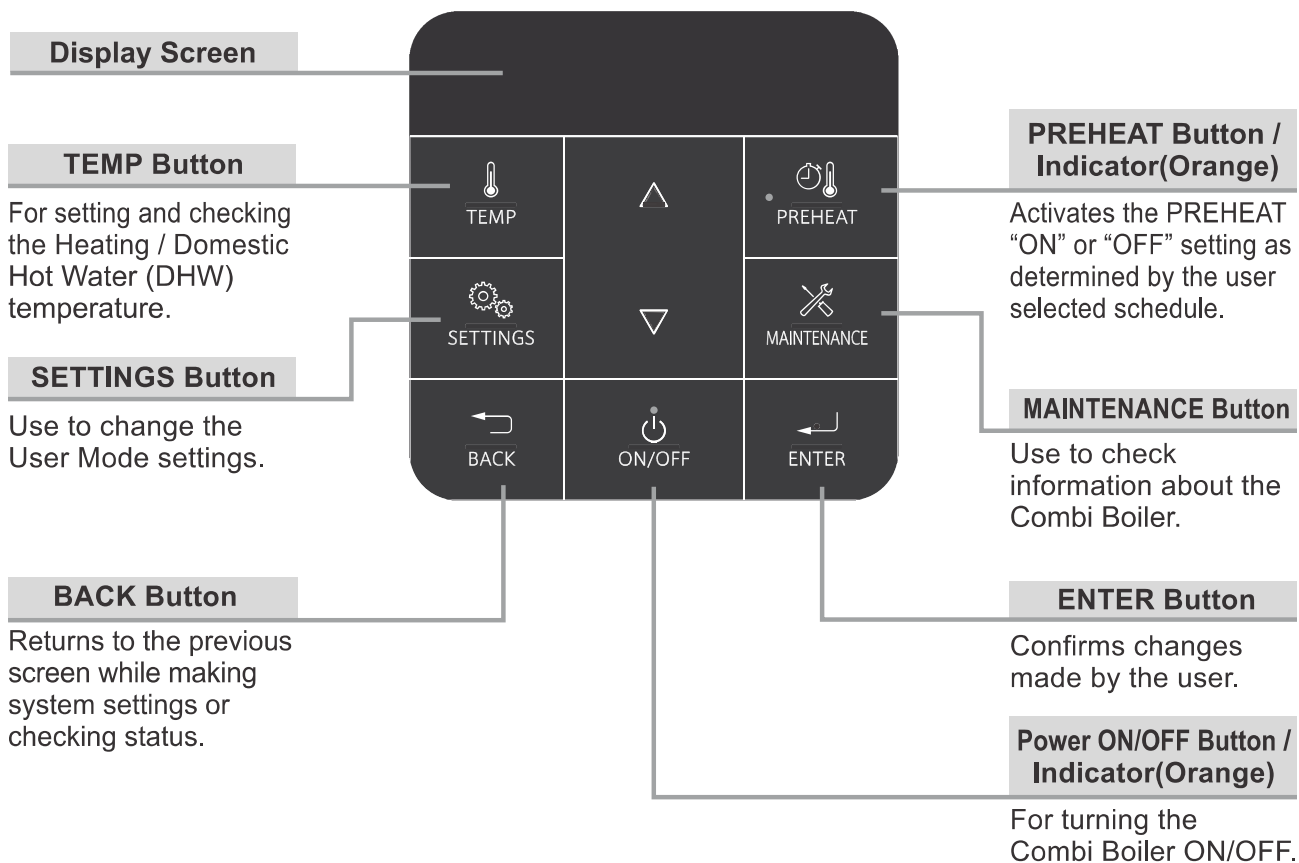 Display Screen
TEMP Button
For setting and checking
the Heating / Domestic
Hot Water (DHW)
temperature.
SETTINGS Button
Use to change the
User Mode settings.
BACK Button
Returns to the previous
screen while making
system settings or
checking status.
TEMP
PREHEAT
SETTINGS
MAINTENANCE
BACK
ON/OFF
ENTER
PREHEAT Button /
Indicator(Orange)
Activates the PREHEAT
“ON” or “OFF” setting as
determined by the user
selected schedule.
MAINTENANCE Button
Use to check
information about the
Combi Boiler.
ENTER Button
Confirms changes
made by the user.
Power ON/OFF Button /
Indicator(Orange)
For turning the
Combi Boiler ON/OFF.